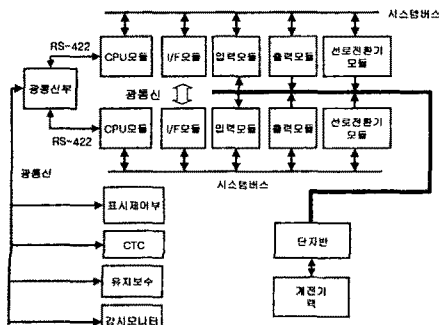 시스템버스
RS-422
CPU모듈
I/F모듈
입력모듈
출력모듈
선로전환기
모듈
광통신부
광통신
RS-422
CPU모듈
I/F모듈
입력모듈
출력모듈
선로전환기
모듈
시스템버스
광통신
표시제어부
CTC
유지보수
감시모니터
단자반
계전기
력